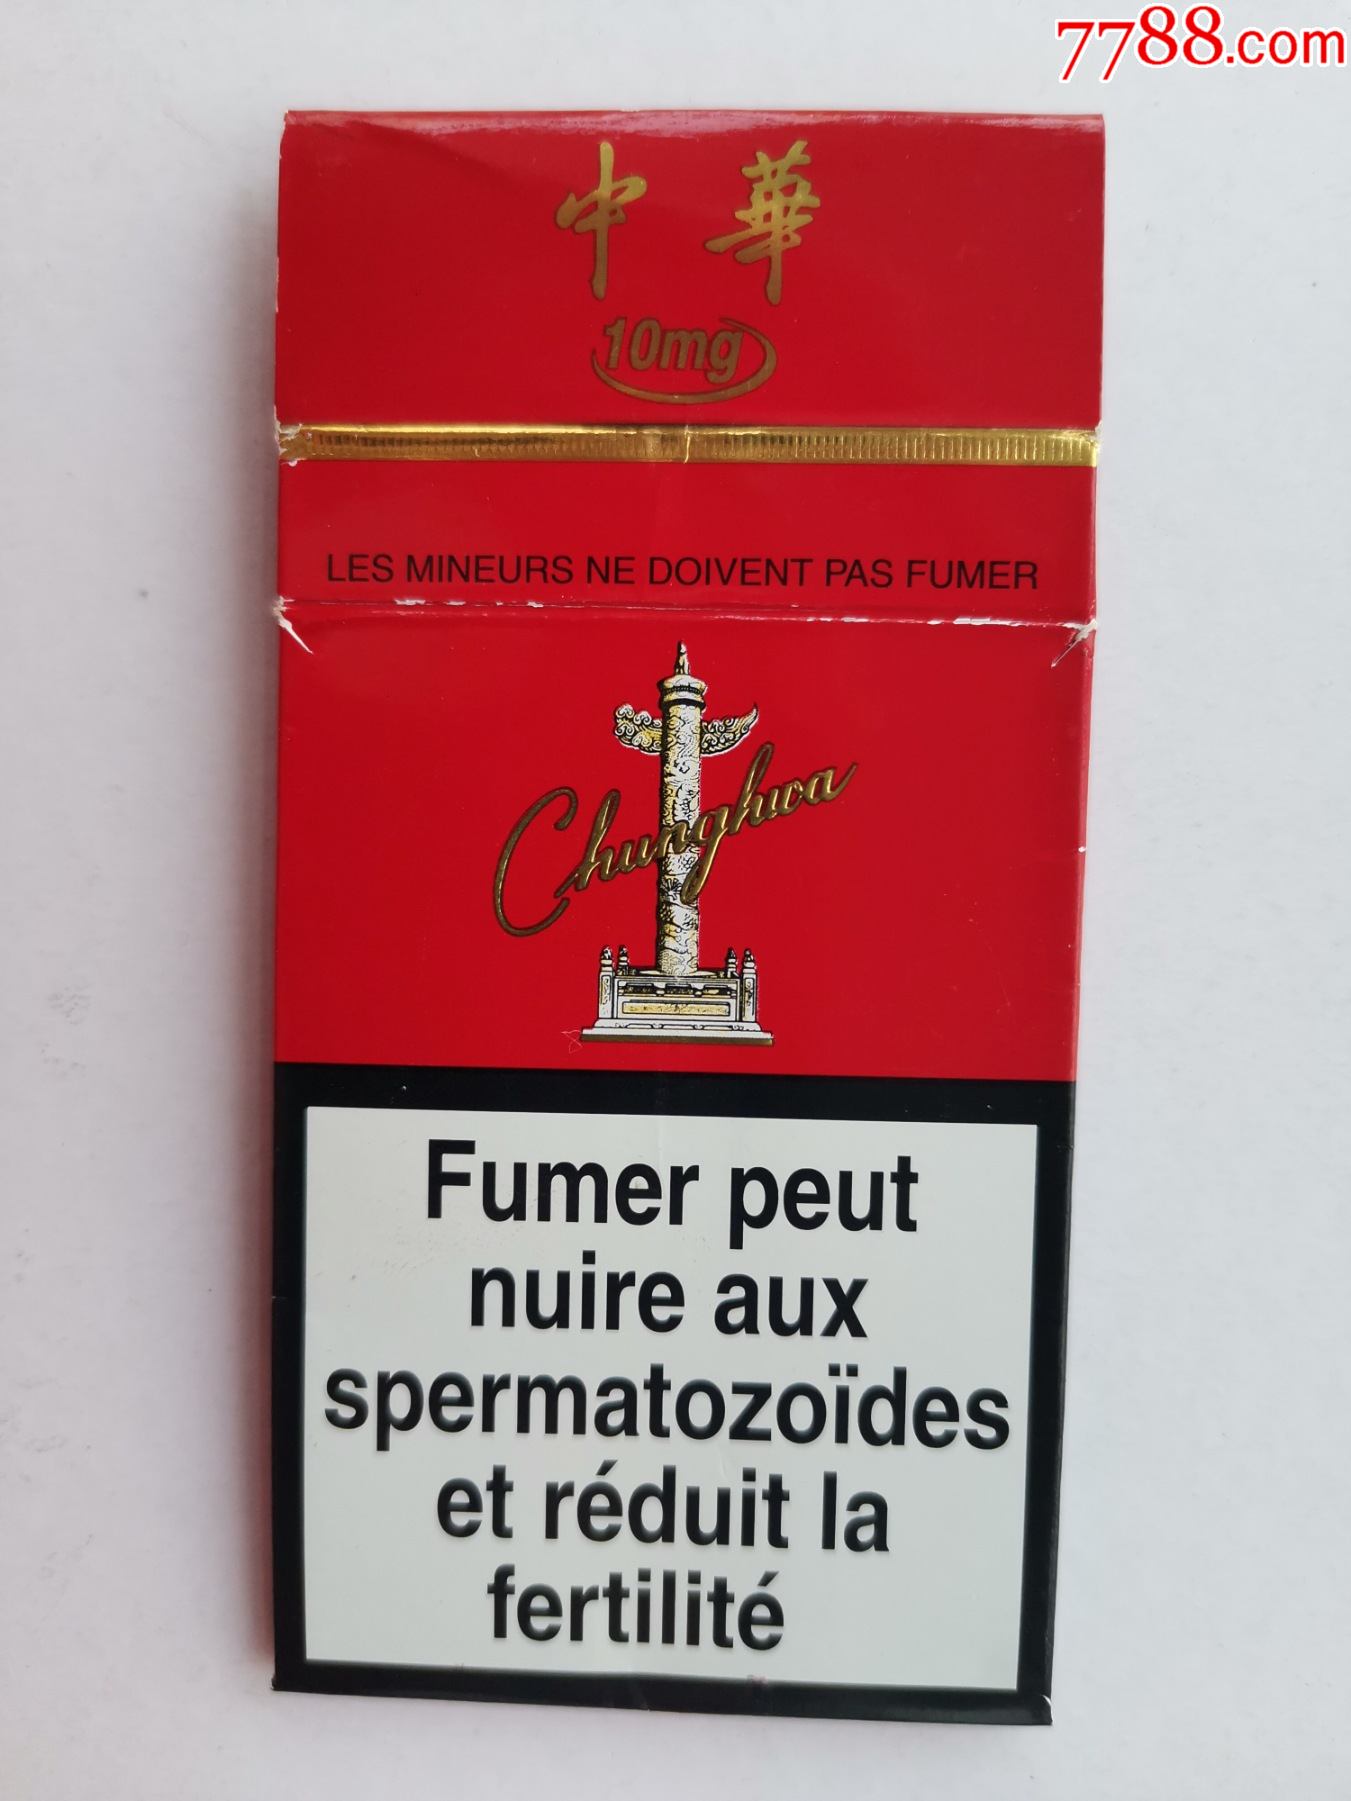 7788.com
中華
10mg
LES MINEURS NE DOIVENT PAS FUMER
Chunghwa
Fumer peut
nuire aux
spermatozoïdes
et réduit la
fertilité